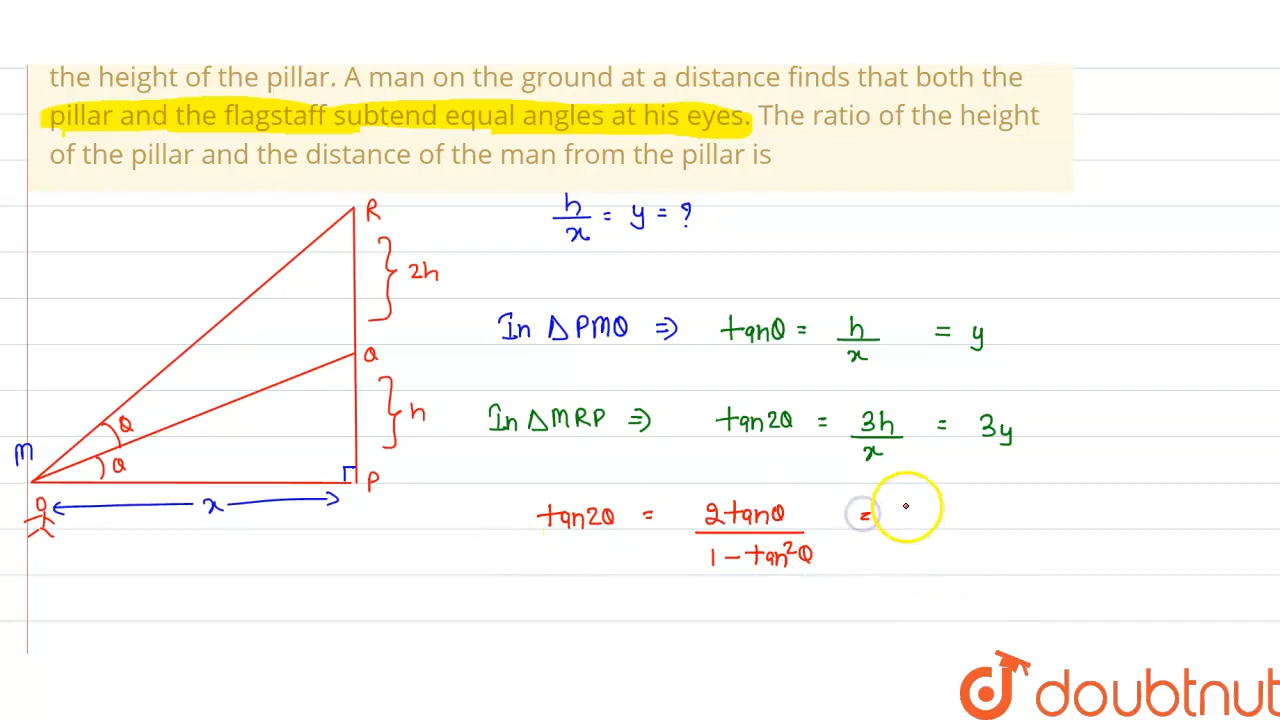 the height of the pillar. A man on the ground at a distance finds that both the
pillar and the flagstaff subtend equal angles at his eyes. The ratio of the height
of the pillar and the distance of the man from the pillar is
h/x = y = ?
R
2h
In Δ PMQ ⇒ tanθ = h/x = y
Q
h
In Δ MRP ⇒ tan2θ = 3h/x = 3y
θ
θ
M
P
x
tan2θ = 2tanθ/1 - tan²θ =
doubtnut